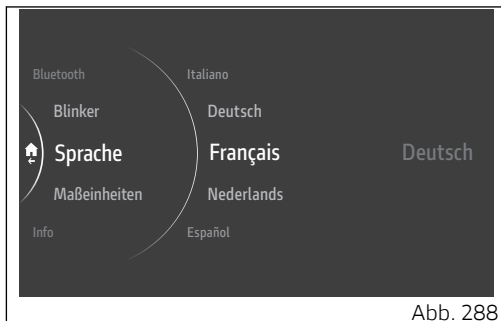 Bluetooth
Blinker
Sprache
Maßeinheiten
Info
Italiano
Deutsch
Français
Nederlands
Español
Deutsch
Abb. 288